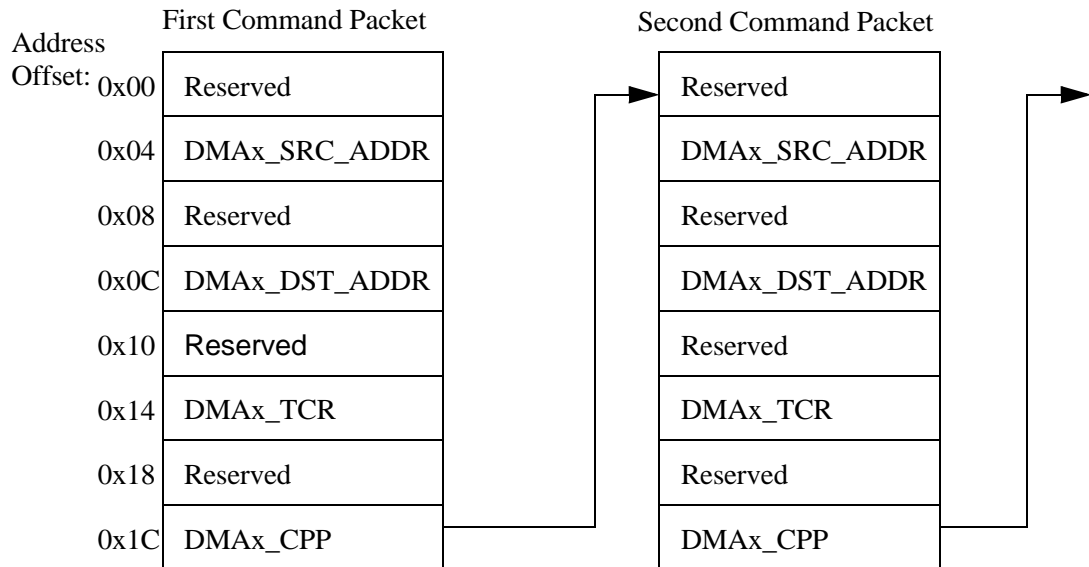 First Command Packet
Second Command Packet
Address
Offset:
0x00 Reserved Reserved
0x04 DMAx_SRC_ADDR DMAx_SRC_ADDR
0x08 Reserved Reserved
0x0C DMAx_DST_ADDR DMAx_DST_ADDR
0x10 Reserved Reserved
0x14 DMAx_TCR DMAx_TCR
0x18 Reserved Reserved
0x1C DMAx_CPP DMAx_CPP